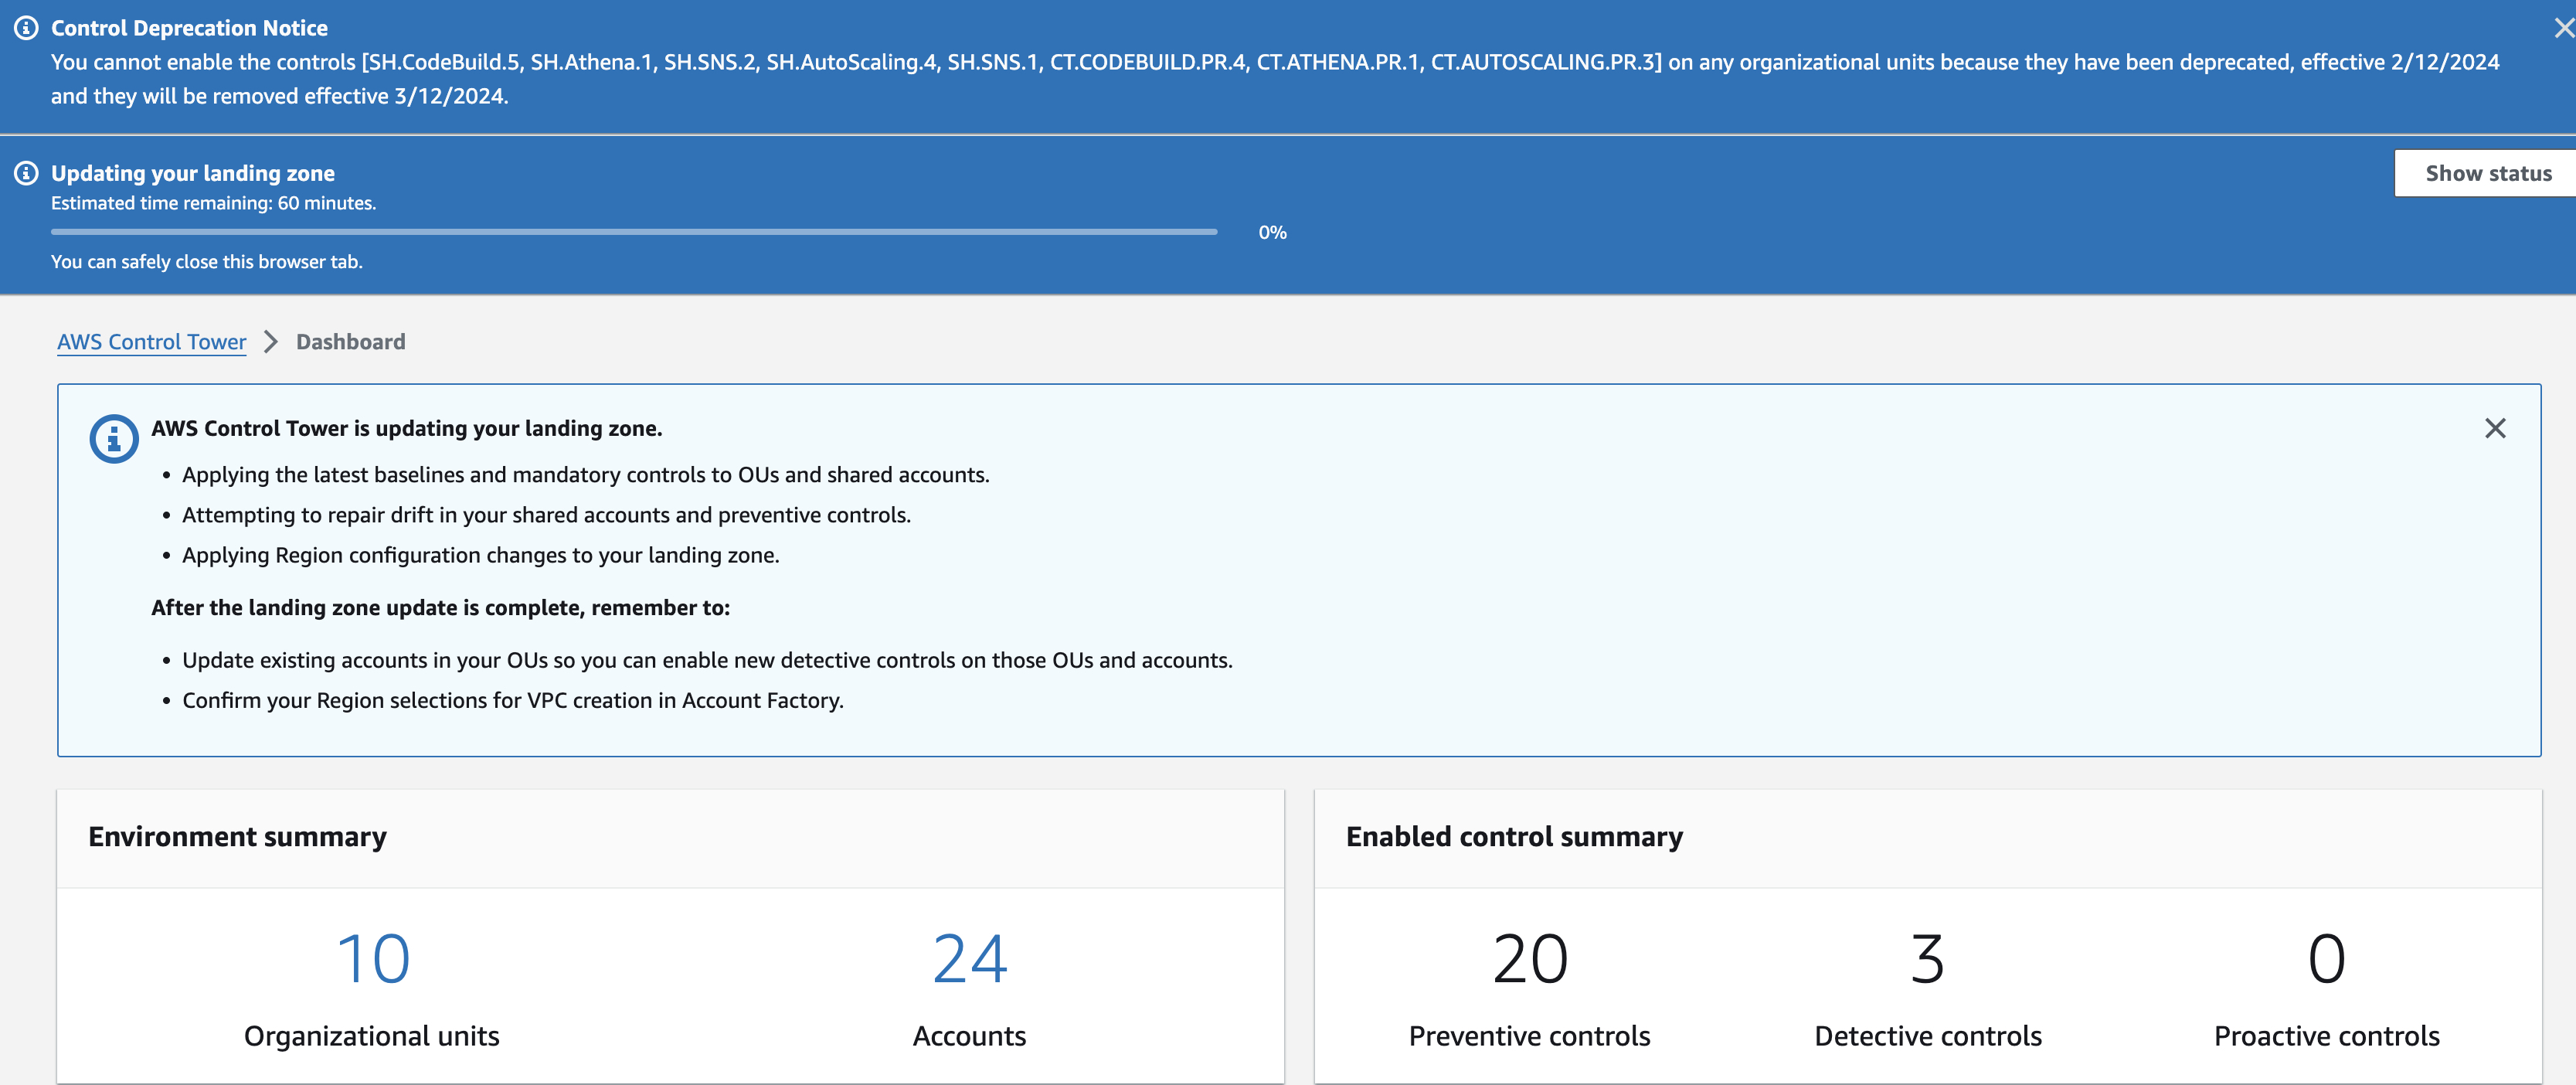 Control Deprecation Notice
You cannot enable the controls [SH.CodeBuild.5, SH.Athena.1, SH.SNS.2, SH.AutoScaling.4, SH.SNS.1, CT.CODEBUILD.PR.4, CT.ATHENA.PR.1, CT.AUTOSCALING.PR.3] on any organizational units because they have been deprecated, effective 2/12/2024
and they will be removed effective 3/12/2024.
Updating your landing zone
Show status
Estimated time remaining: 60 minutes.
0%
You can safely close this browser tab.
AWS Control Tower > Dashboard
AWS Control Tower is updating your landing zone.
• Applying the latest baselines and mandatory controls to OUs and shared accounts.
• Attempting to repair drift in your shared accounts and preventive controls.
• Applying Region configuration changes to your landing zone.
After the landing zone update is complete, remember to:
• Update existing accounts in your OUs so you can enable new detective controls on those OUs and accounts.
• Confirm your Region selections for VPC creation in Account Factory.
Environment summary
10
Organizational units
24
Accounts
Enabled control summary
20
Preventive controls
3
Detective controls
0
Proactive controls